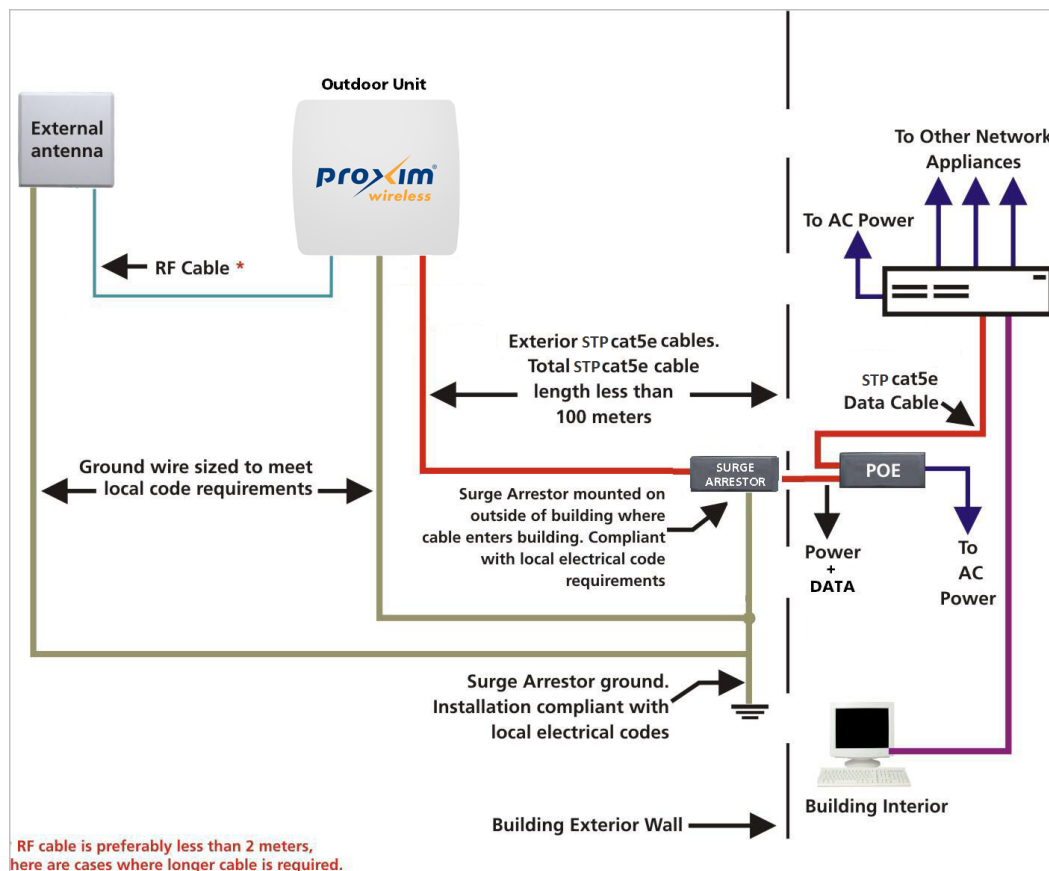 Outdoor Unit
External
antenna
proxim®
wireless
To Other Network
Appliances
To AC Power
RF Cable *
Exterior STP cat5e cables.
Total STP cat5e cable
length less than
100 meters
STP cat5e
Data Cable
Ground wire sized to meet
local code requirements
SURGE
ARRESTOR
POE
Surge Arrestor mounted on
outside of building where
cable enters building. Compliant
with local electrical code
requirements
Power
+
DATA
To
AC
Power
Surge Arrestor ground.
Installation compliant with
local electrical codes
Building Interior
Building Exterior Wall
RF cable is preferably less than 2 meters,
here are cases where longer cable is required.